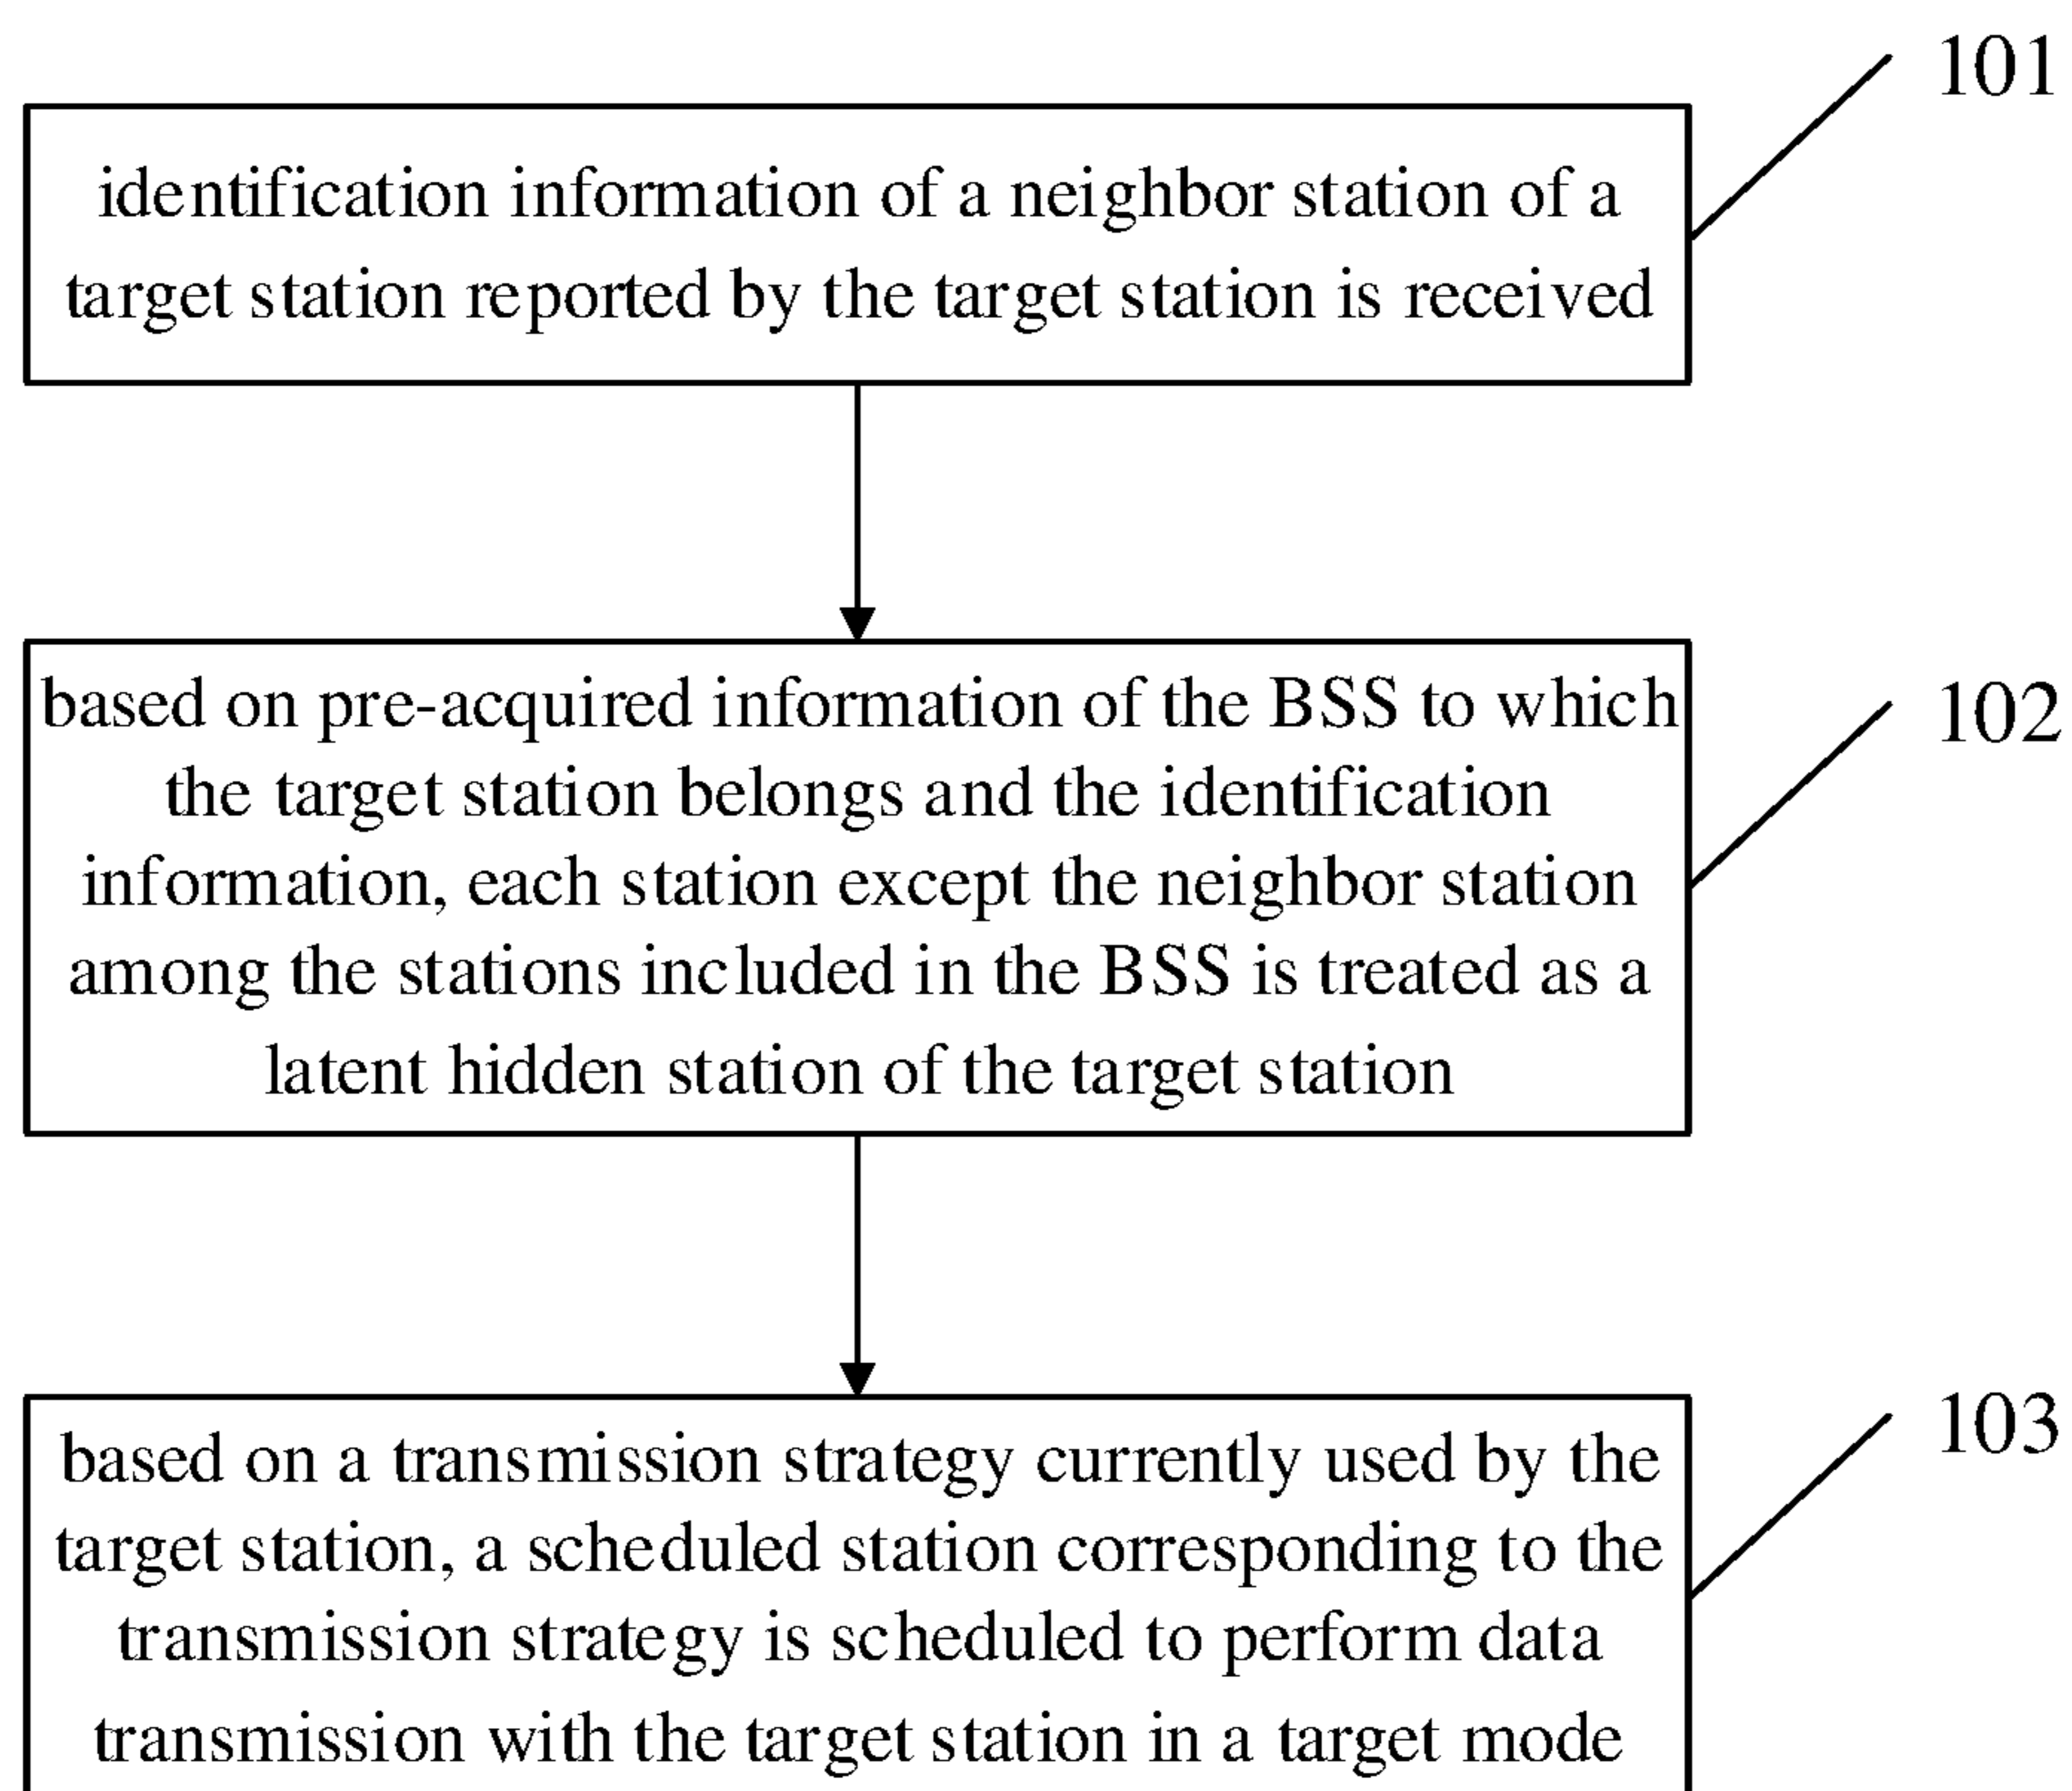 101
identification information of a neighbor station of a
target station reported by the target station is received
based on pre-acquired information of the BSS to which
102
the target station belongs and the identification
information, each station except the neighbor station
among the stations included in the BSS is treated as a
latent hidden station of the target station
103
based on a transmission strategy currently used by the
target station, a scheduled station corresponding to the
transmission strategy is scheduled to perform data
transmission with the target station in a target mode